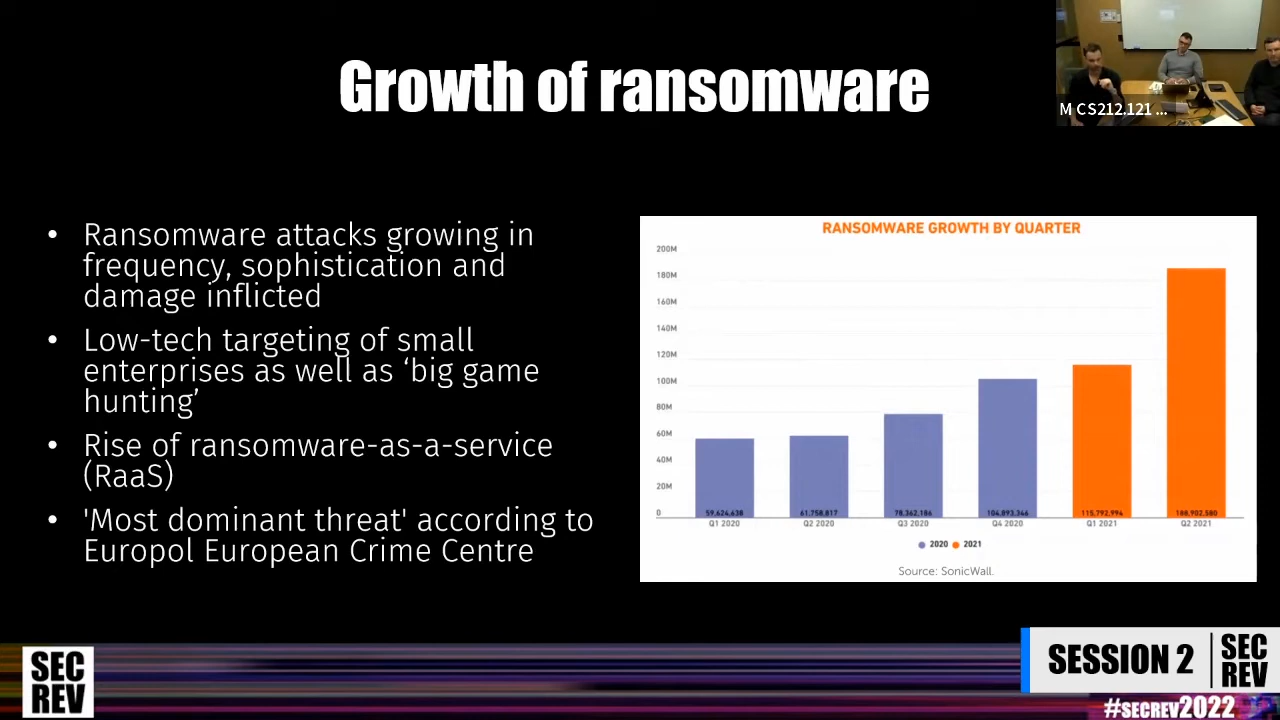 Growth of ransomware
M CS212.121 ...
• Ransomware attacks growing in
frequency, sophistication and
damage inflicted
• Low-tech targeting of small
enterprises as well as ‘big game
hunting’
• Rise of ransomware-as-a-service
(RaaS)
• 'Most dominant threat' according to
Europol European Crime Centre
RANSOMWARE GROWTH BY QUARTER
200M
180M
160M
140M
120M
100M
80M
60M
40M
20M
0
59,624,638 61,758,817 78,362,186 104,893,346 115,792,994 188,902,580
Q1 2020 Q2 2020 Q3 2020 Q4 2020 Q1 2021 Q2 2021
2020 2021
Source: SonicWall.
SEC
REV
SESSION 2
SEC
REV
#SECREV2022